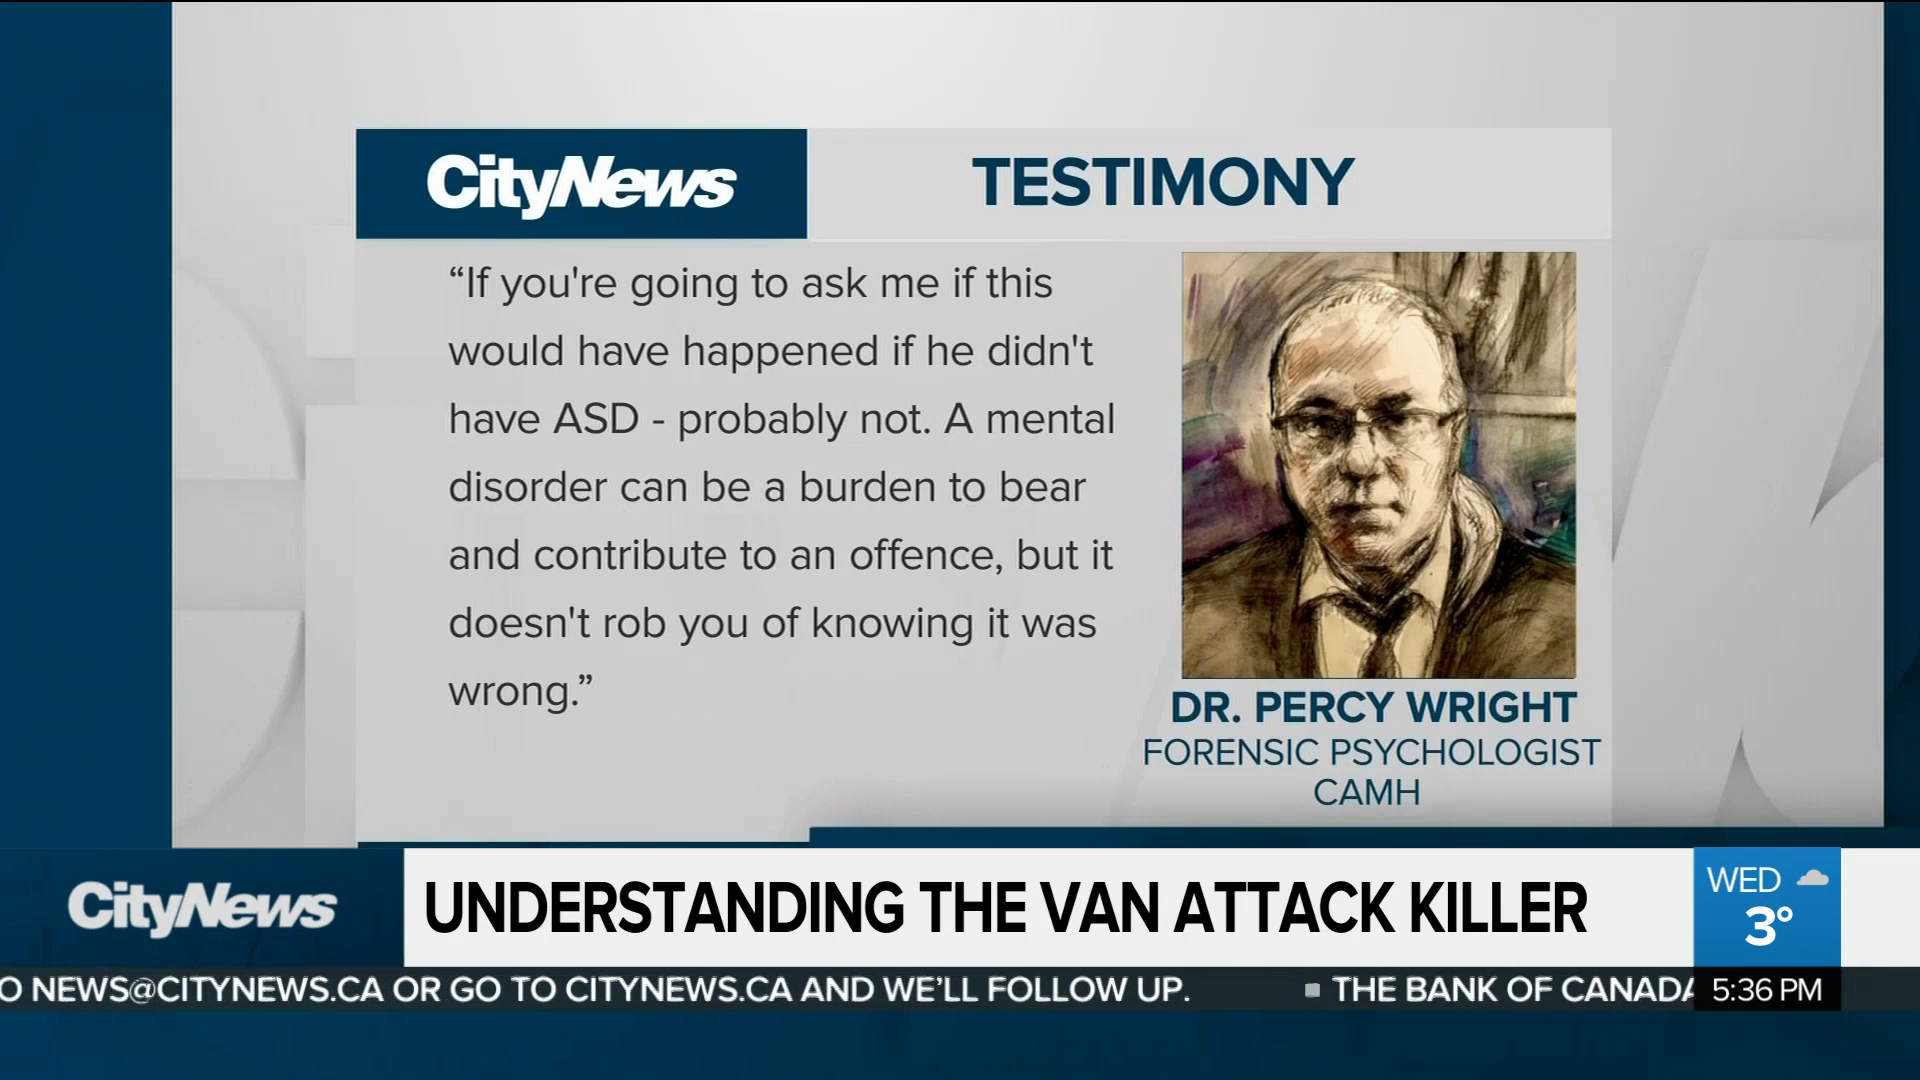 CityNews
TESTIMONY
“If you're going to ask me if this
would have happened if he didn't
have ASD - probably not. A mental
disorder can be a burden to bear
and contribute to an offence, but it
doesn't rob you of knowing it was
wrong.”
DR. PERCY WRIGHT
FORENSIC PSYCHOLOGIST
CAMH
CityNews
UNDERSTANDING THE VAN ATTACK KILLER
WED
3°
O NEWS@CITYNEWS.CA OR GO TO CITYNEWS.CA AND WE'LL FOLLOW UP. THE BANK OF CANADA
5:36 PM